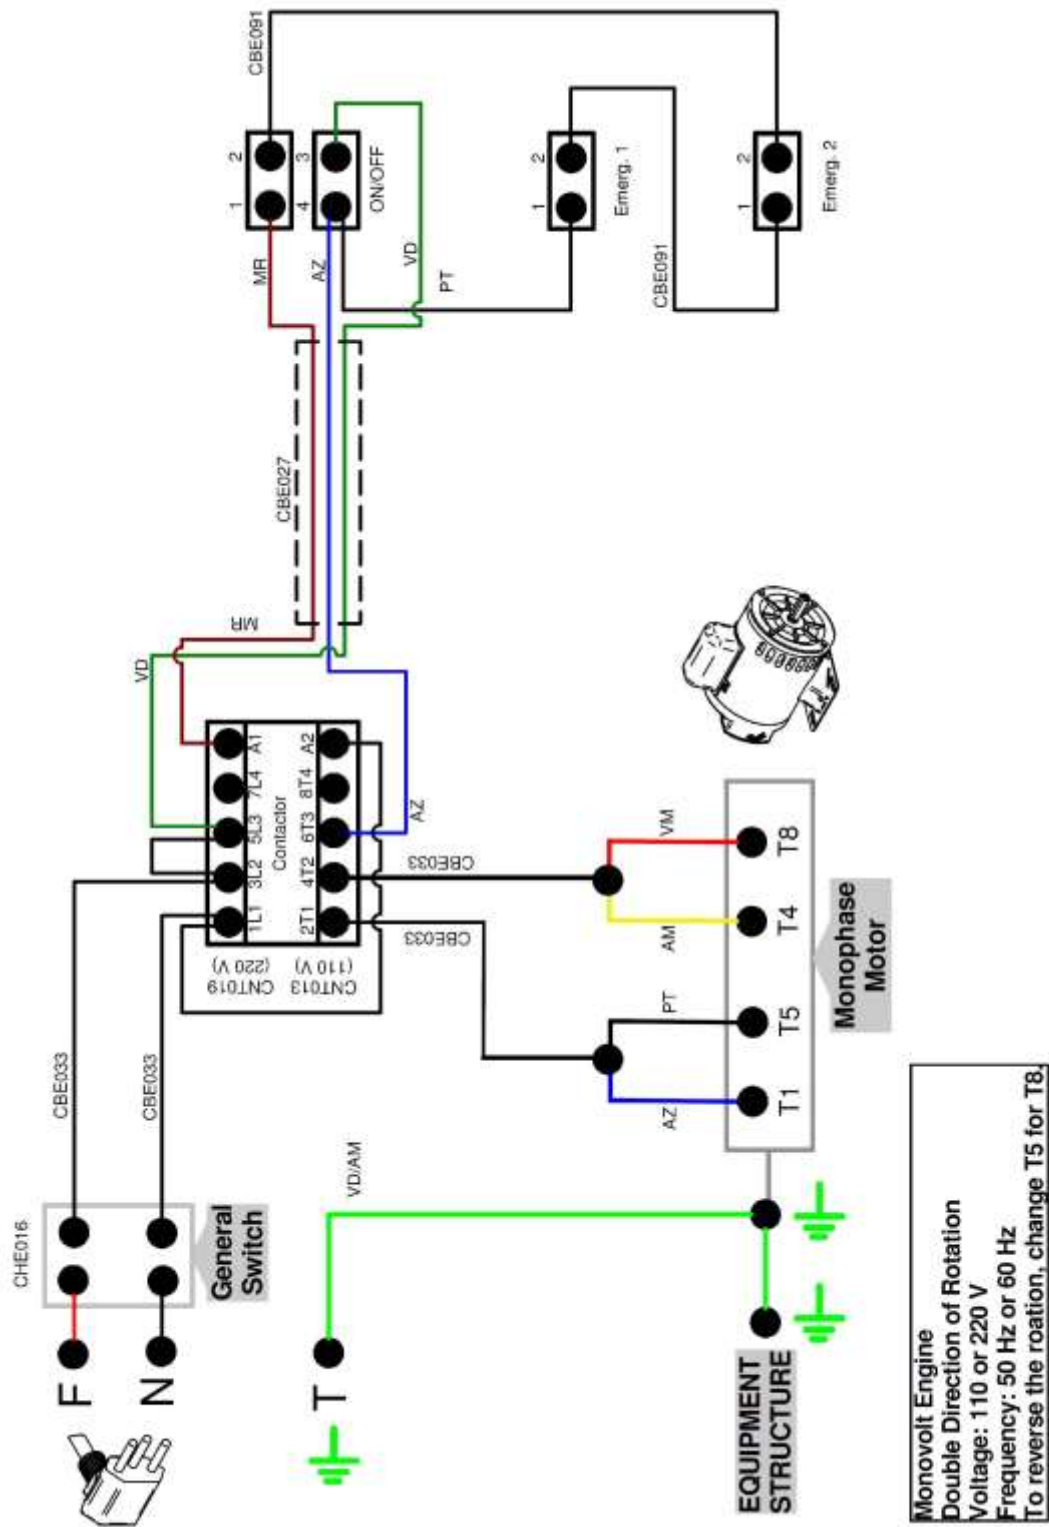 F
N
T
CHE016
General
Switch
CBE033
CBE033
VD/AM
EQUIPMENT
STRUCTURE
CNT019
(220 V)
CNT013
(110 V)
1L1 3L2 5L3 7L4 A1
Contactor
2T1 4T2 6T3 8T4 A2
VD
MR
AZ
CBE033
CBE033
CBE027
MR
AZ
VD
PT
1 2
4 3
ON/OFF
CBE091
1 2
Emerg. 1
CBE091
1 2
Emerg. 2
AZ
PT
AM
VM
T1 T5 T4 T8
Monophase
Motor
Monovolt Engine
Double Direction of Rotation
Voltage: 110 or 220 V
Frequency: 50 Hz or 60 Hz
To reverse the roation, change T5 for T8.